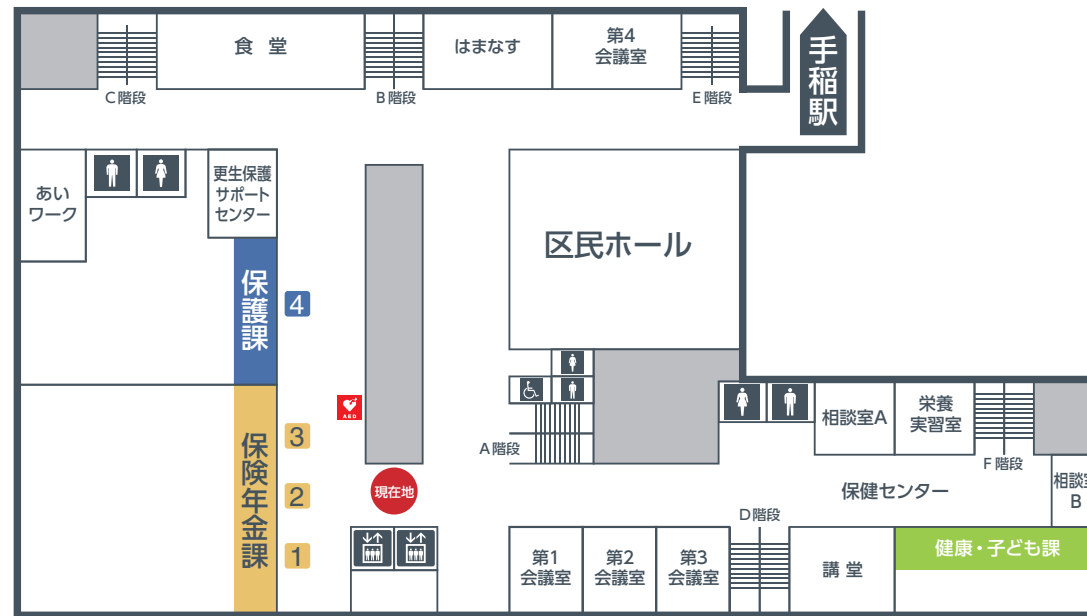 食堂
はまなす
第4
会議室
手稲駅
C階段
B階段
E階段
あい
ワーク
更生保護
サポート
センター
区民ホール
保護課
4
AED
3
保険年金課
2
1
現在地
A階段
相談室A
栄養
実習室
F階段
保健センター
相談室
B
D階段
第1
会議室
第2
会議室
第3
会議室
講堂
健康・子ども課